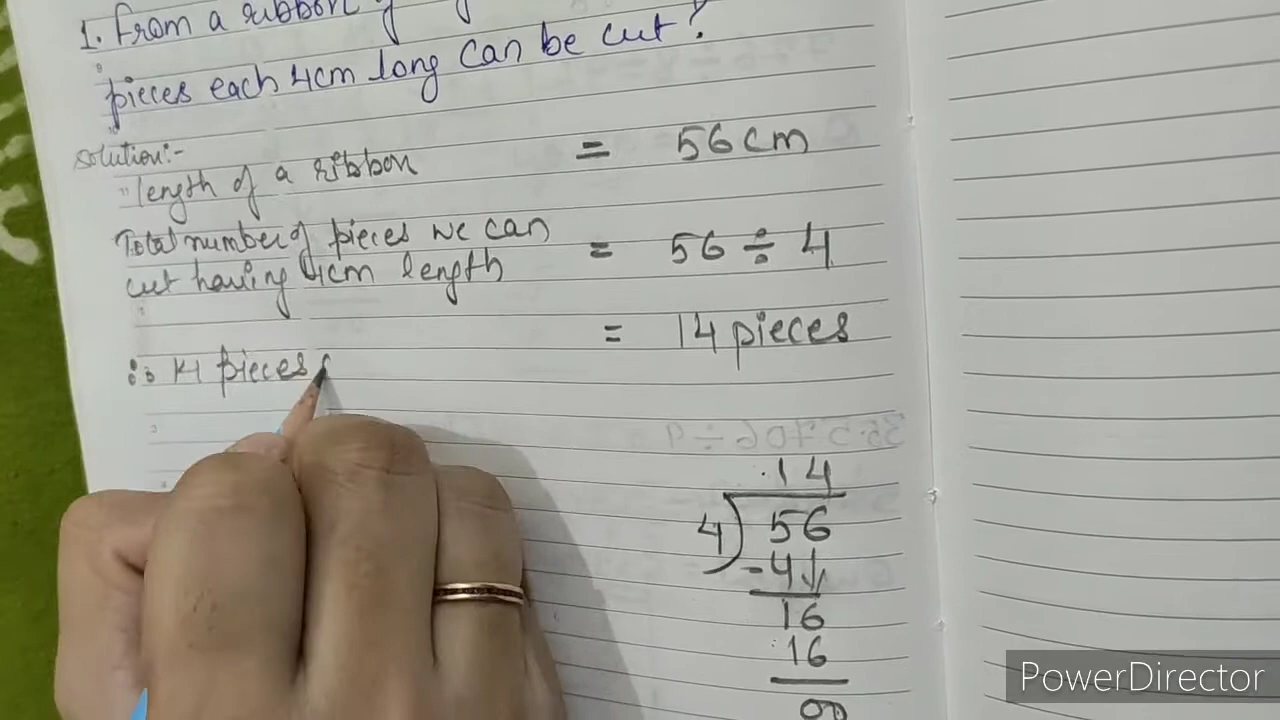 1. From a ribbon of
pieces each 4cm long can be cut?
Solution:-
length of a ribbon = 56cm
Total number of pieces we can
cut having 4cm length = 56 ÷ 4
= 14 pieces
∴ 14 pieces
14
4) 56
-4↓
16
16
00
PowerDirector